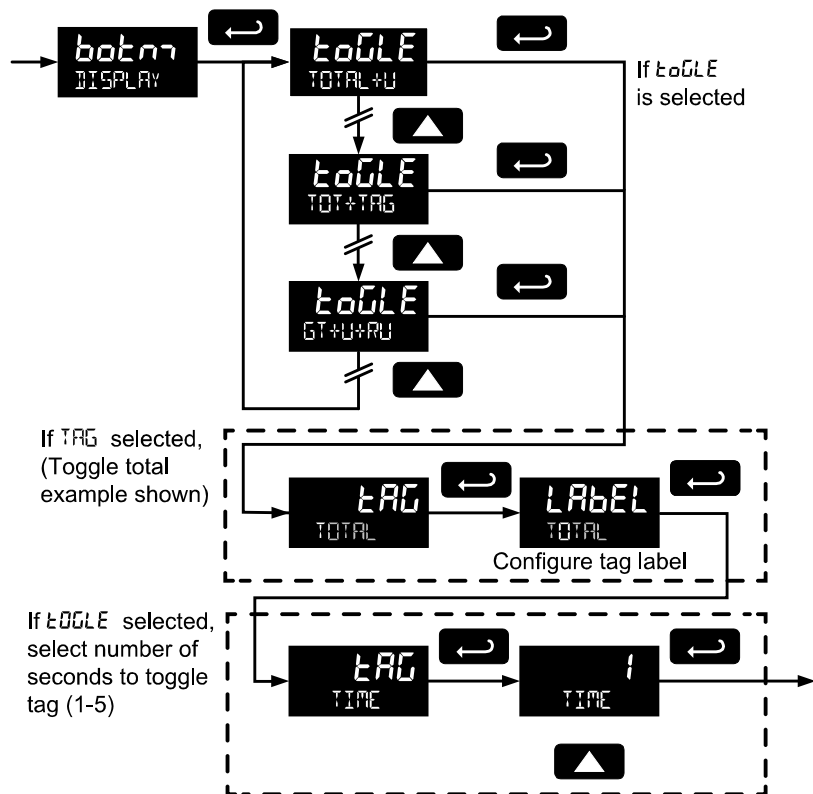 botm
DISPLAY
toGLE
TOTAL+U
If toGLE
is selected
toGLE
TOT+TAG
toGLE
GT+U+RU
If TAG selected,
(Toggle total
example shown)
tAG
TOTAL
LAbEL
TOTAL
Configure tag label
If tOGLE selected,
select number of
seconds to toggle
tag (1-5)
tAG
TIME
1
TIME